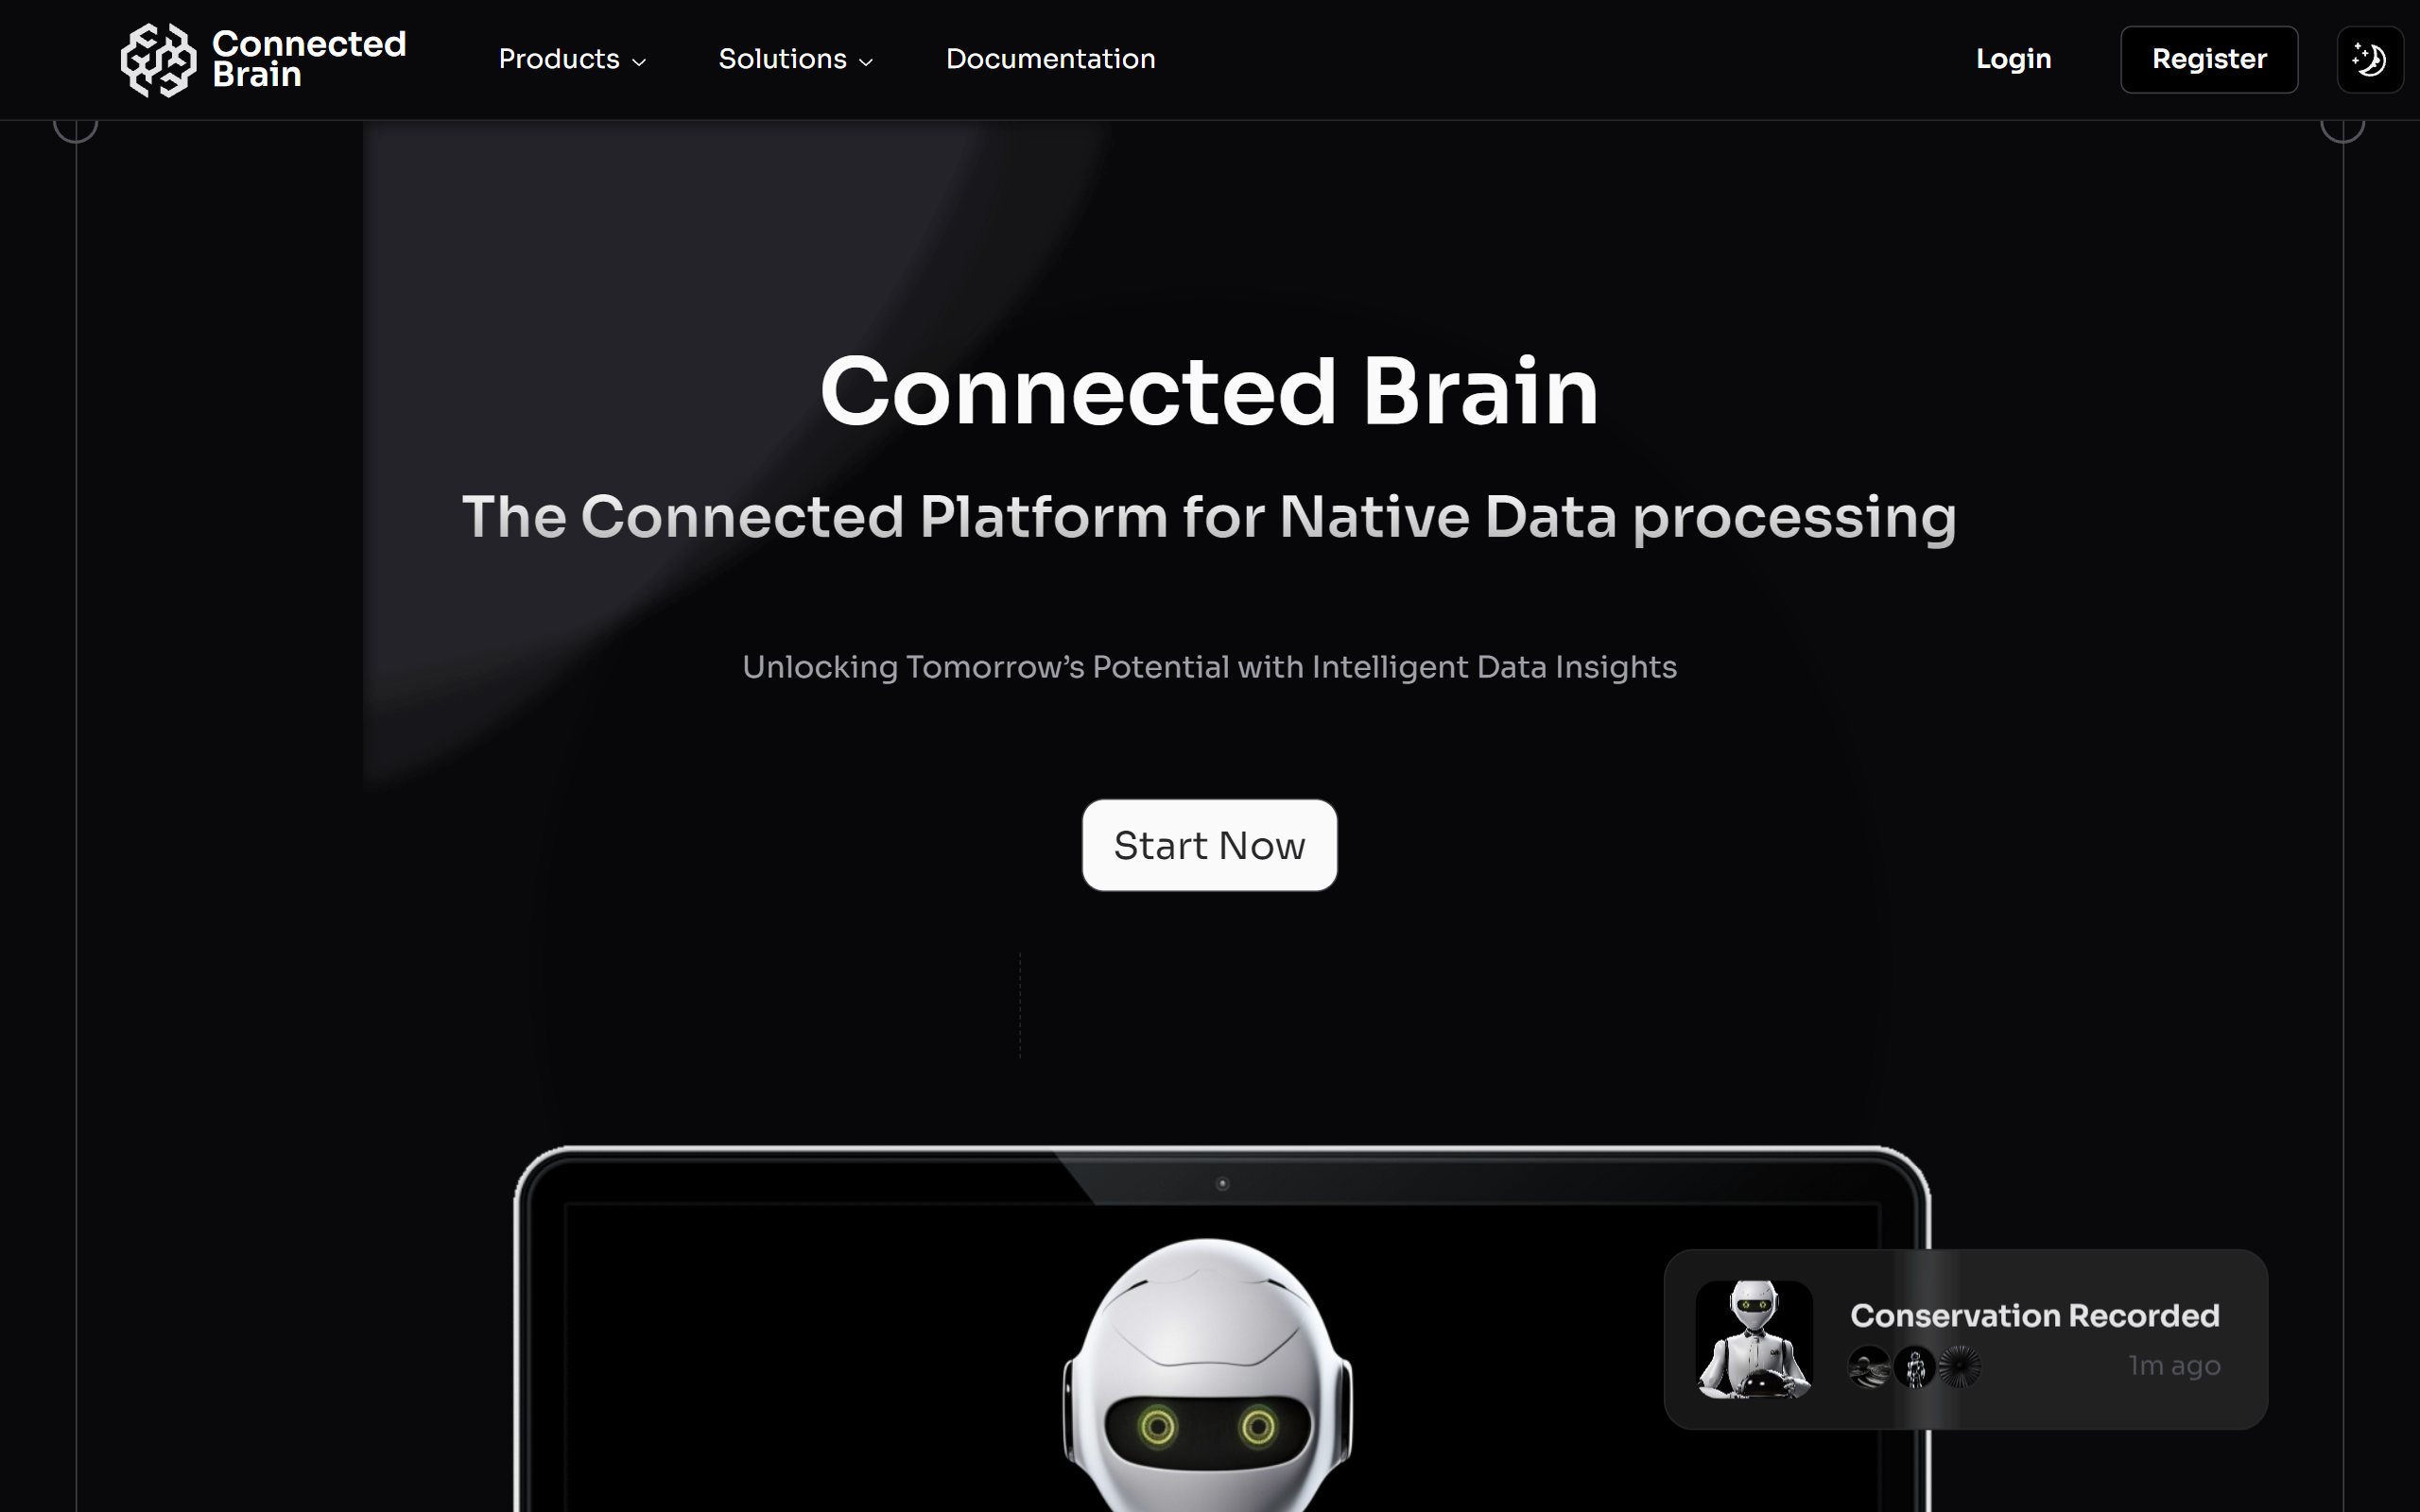 Connected
Brain
Products
Solutions
Documentation
Login
Register
Connected Brain
The Connected Platform for Native Data processing
Unlocking Tomorrow’s Potential with Intelligent Data Insights
Start Now
Conservation Recorded
1m ago